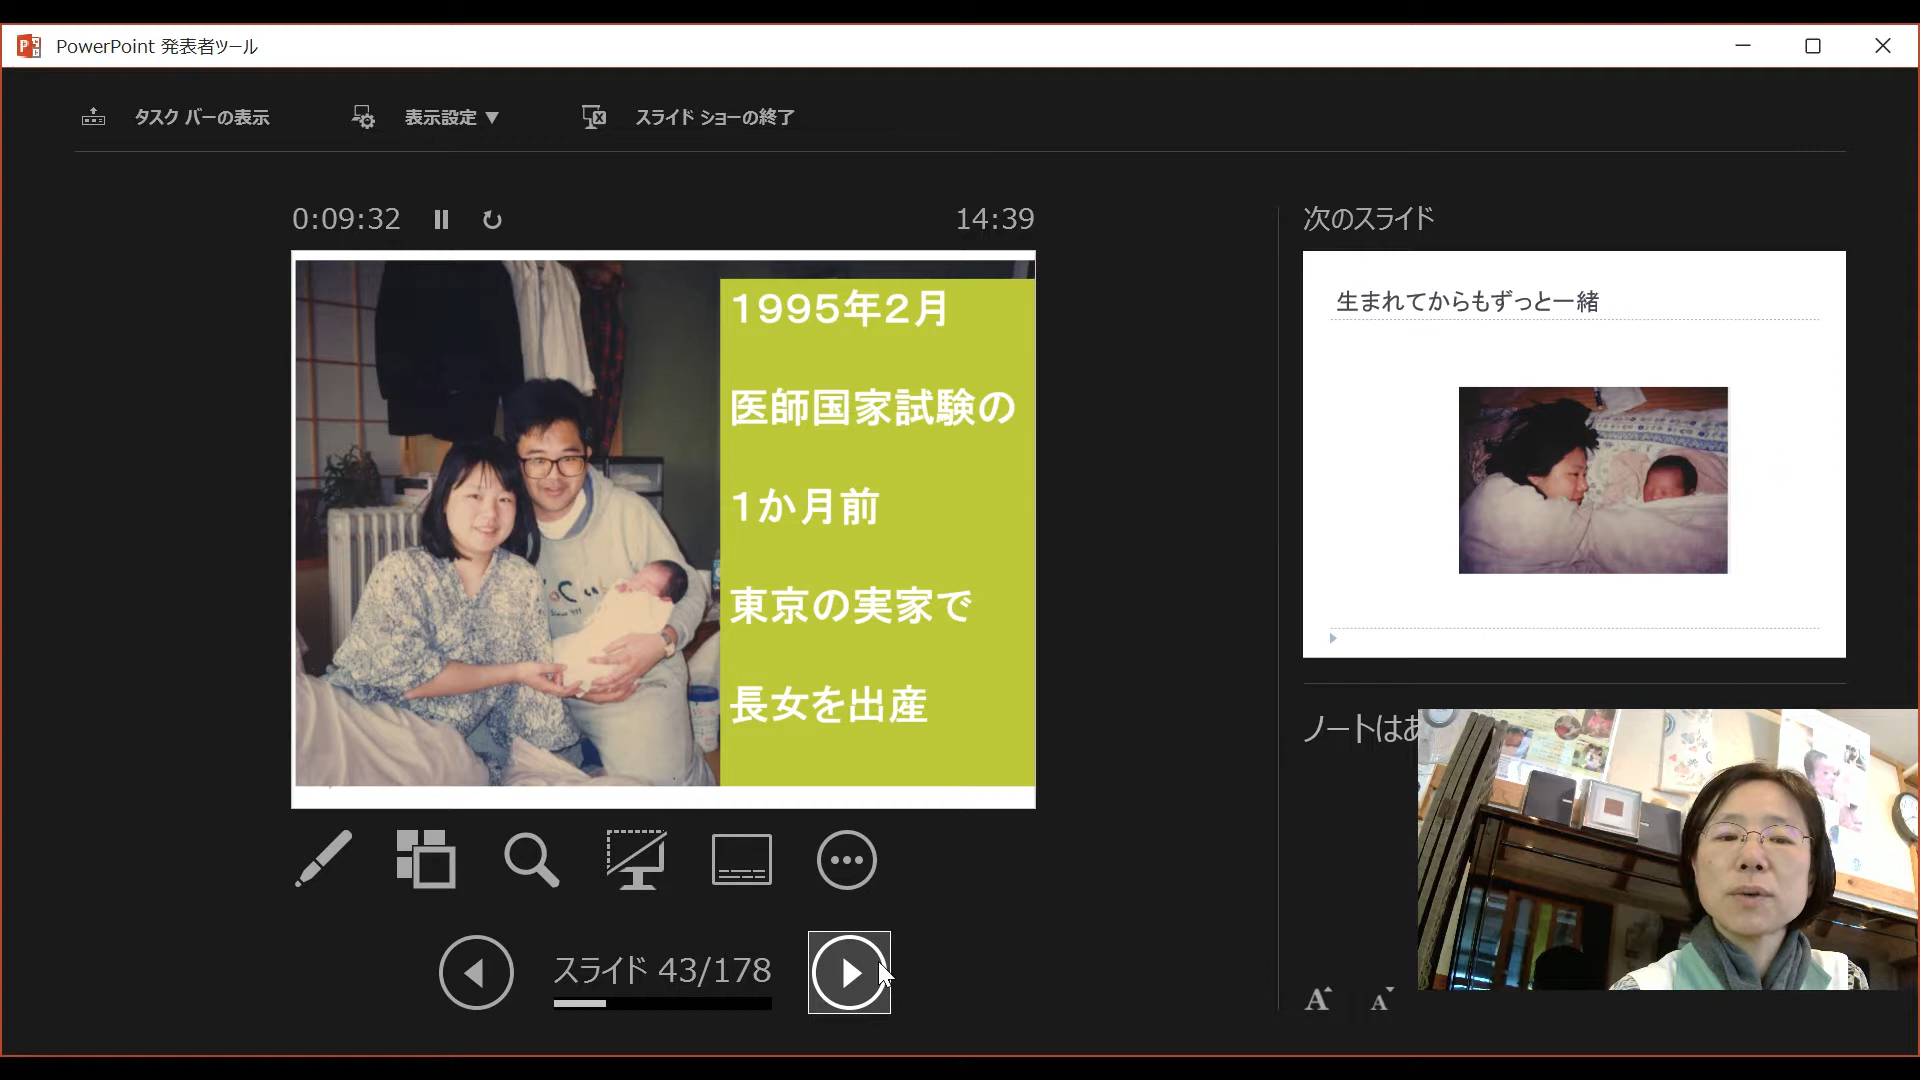 PowerPoint 発表者ツール
タスク バーの表示
表示設定 ▼
スライド ショーの終了
0:09:32
14:39
次のスライド
１９９５年２月
医師国家試験の
１か月前
東京の実家で
長女を出産
生まれてからもずっと一緒
ノートはあ
スライド 43/178
A
A